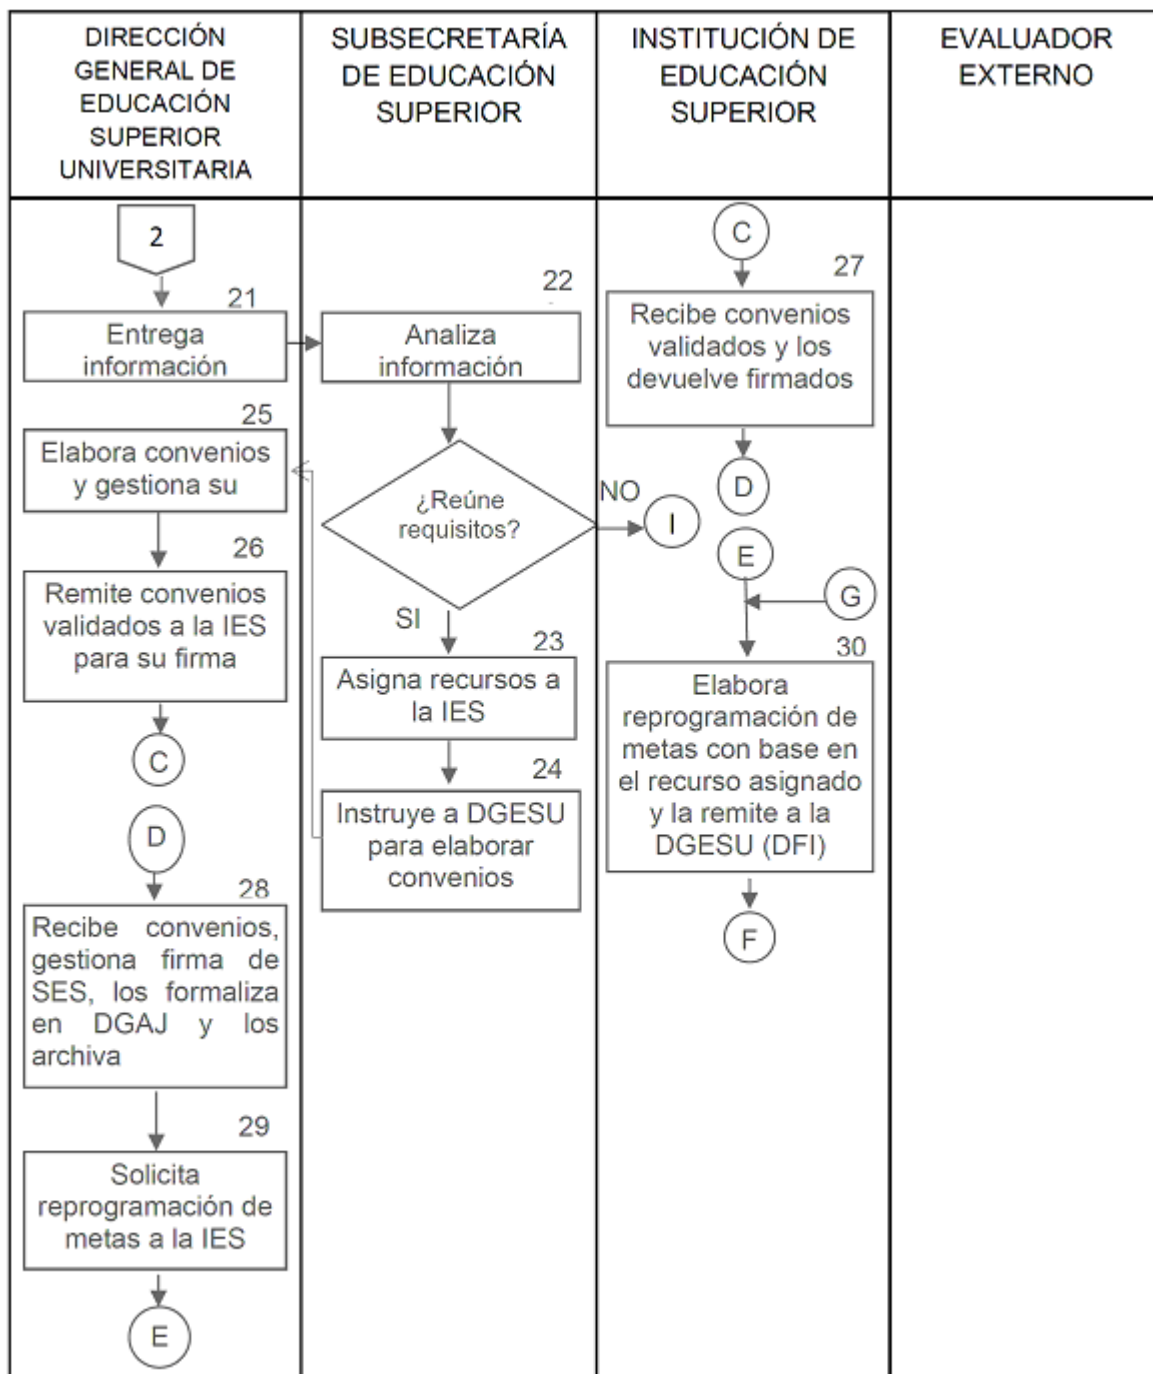 DIRECCIÓN
GENERAL DE
EDUCACIÓN
SUPERIOR
UNIVERSITARIA
SUBSECRETARÍA
DE EDUCACIÓN
SUPERIOR
INSTITUCIÓN DE
EDUCACIÓN
SUPERIOR
EVALUADOR
EXTERNO
2
21
Entrega
información
25
Elabora convenios
y gestiona su
26
Remite convenios
validados a la IES
para su firma
C
D
28
Recibe convenios,
gestiona firma de
SES, los formaliza
en DGAJ y los
archiva
29
Solicita
reprogramación de
metas a la IES
E
22
Analiza
información
¿Reúne
requisitos?
NO
I
SI
23
Asigna recursos a
la IES
24
Instruye a DGESU
para elaborar
convenios
C
27
Recibe convenios
validados y los
devuelve firmados
D
E
G
30
Elabora
reprogramación de
metas con base en
el recurso asignado
y la remite a la
DGESU (DFI)
F